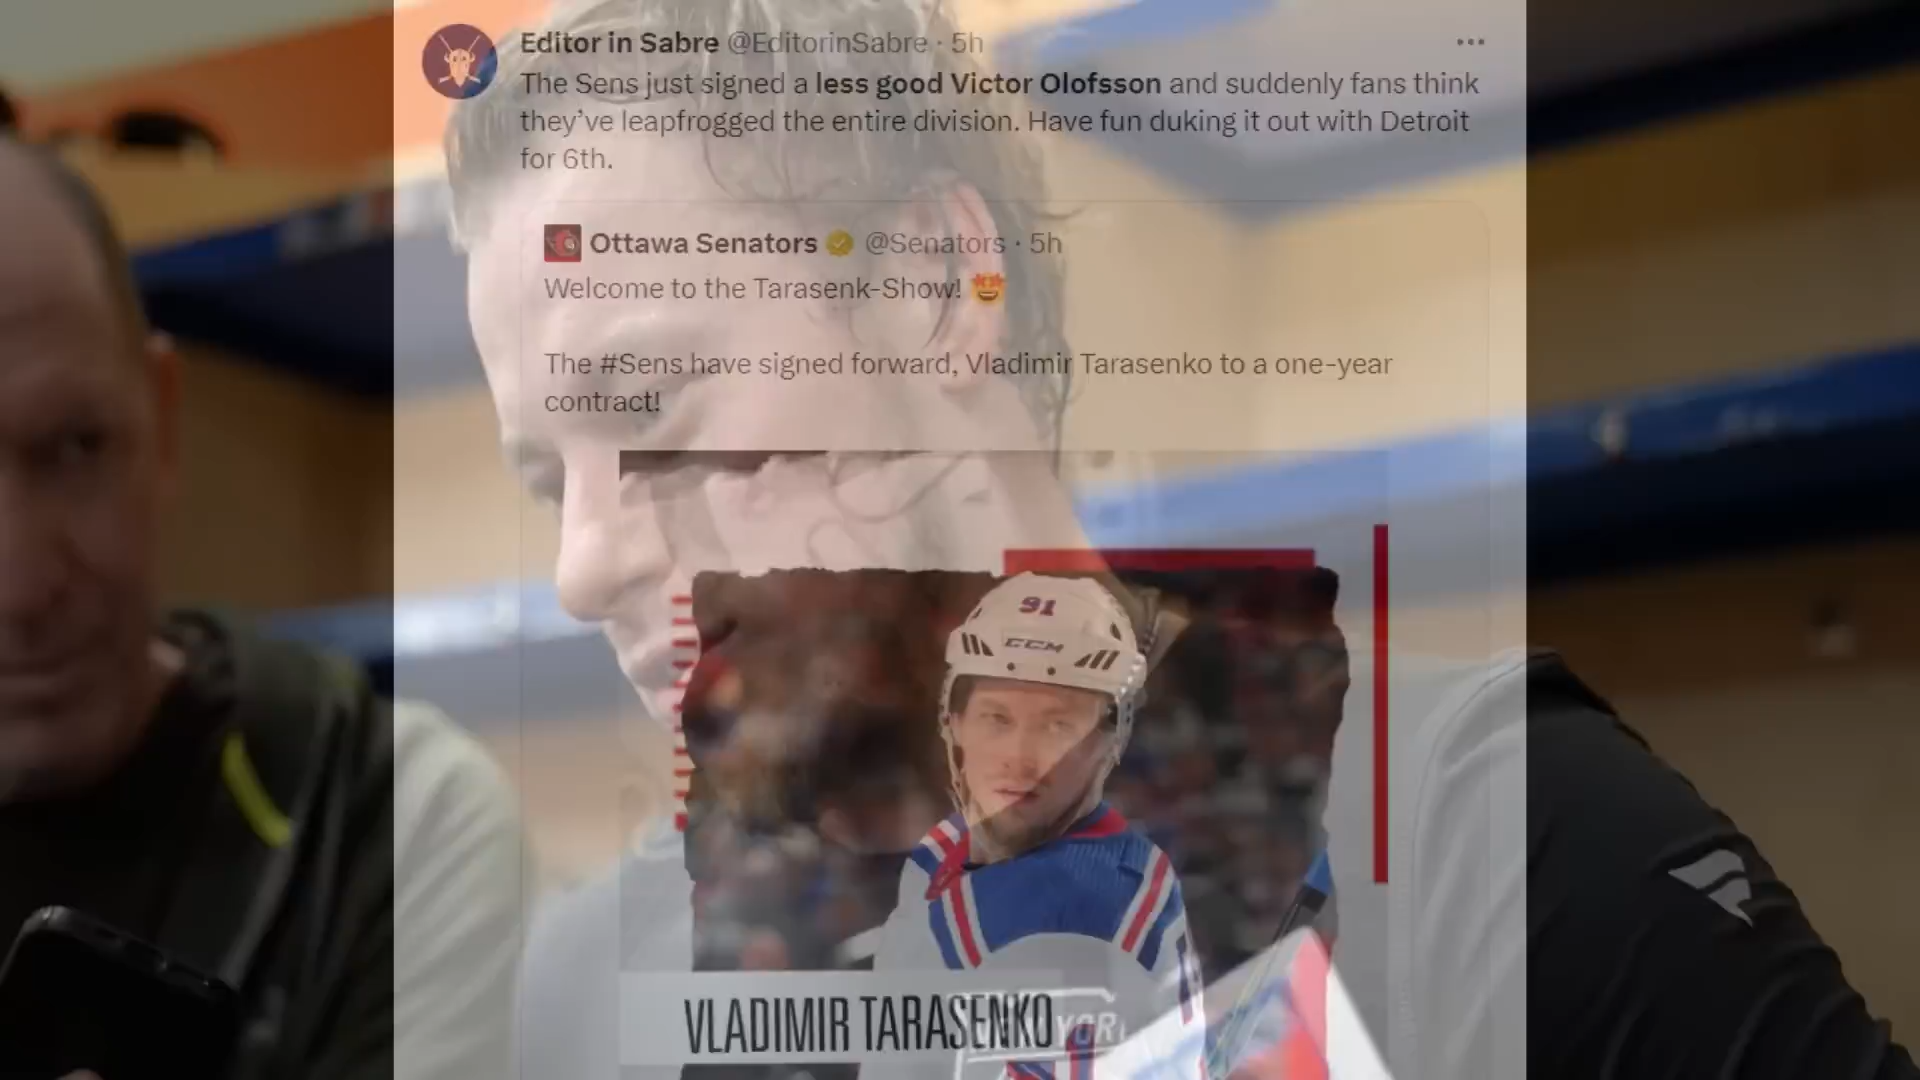 Editor in Sabre @EditorinSabre · 5h
The Sens just signed a less good Victor Olofsson and suddenly fans think
they've leapfrogged the entire division. Have fun duking it out with Detroit
for 6th.
Ottawa Senators @Senators · 5h
Welcome to the Tarasenk-Show! 🤩
The #Sens have signed forward, Vladimir Tarasenko to a one-year
contract!
91
CCM
VLADIMIR TARASENKO